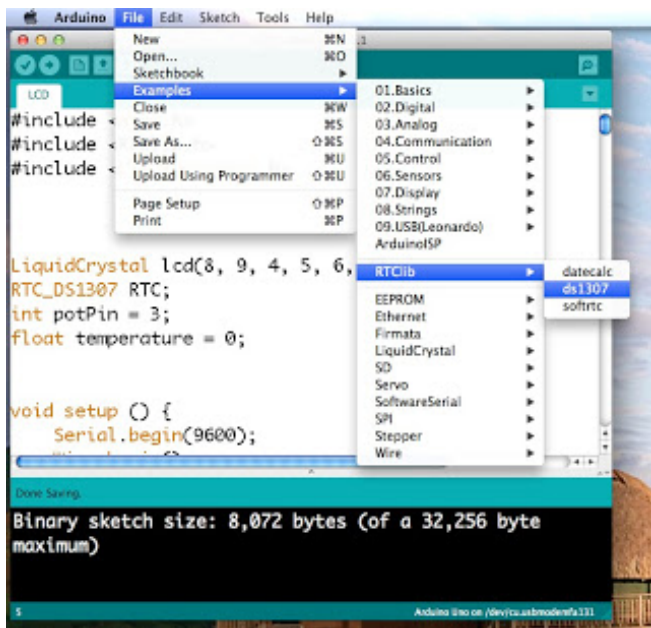 Arduino File Edit Sketch Tools Help
New ⌘N
Open... ⌘O
Sketchbook
Examples
Close ⌘W
Save ⌘S
Save As... ⇧⌘S
Upload ⌘U
Upload Using Programmer ⇧⌘U
Page Setup ⇧⌘P
Print ⌘P
.1
01.Basics
02.Digital
03.Analog
04.Communication
05.Control
06.Sensors
07.Display
08.Strings
09.USB(Leonardo)
ArduinoISP
RTClib
EEPROM
Ethernet
Firmata
LiquidCrystal
SD
Servo
SoftwareSerial
SPI
Stepper
Wire
datecalc
ds1307
softrtc
LCD
#include <
#include <
#include <
LiquidCrystal lcd(8, 9, 4, 5, 6,
RTC_DS1307 RTC;
int potPin = 3;
float temperature = 0;
void setup () {
Serial.begin(9600);
Done Saving.
Binary sketch size: 8,072 bytes (of a 32,256 byte
maximum)
5 Arduino Uno on /dev/cu.usbmodemfa131